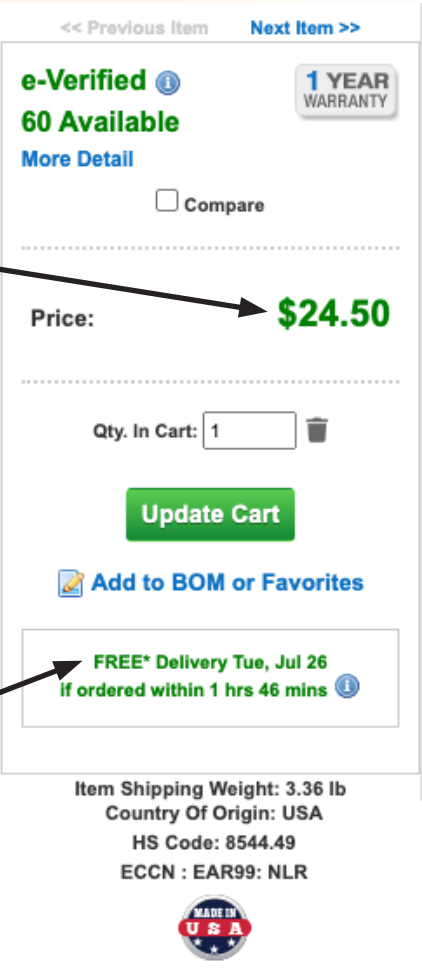 << Previous Item Next Item >>
e-Verified
1 YEAR
WARRANTY
60 Available
More Detail
Compare
Price: $24.50
Qty. In Cart: 1
Update Cart
Add to BOM or Favorites
FREE* Delivery Tue, Jul 26
if ordered within 1 hrs 46 mins
Item Shipping Weight: 3.36 lb
Country Of Origin: USA
HS Code: 8544.49
ECCN : EAR99: NLR
MADE IN
USA